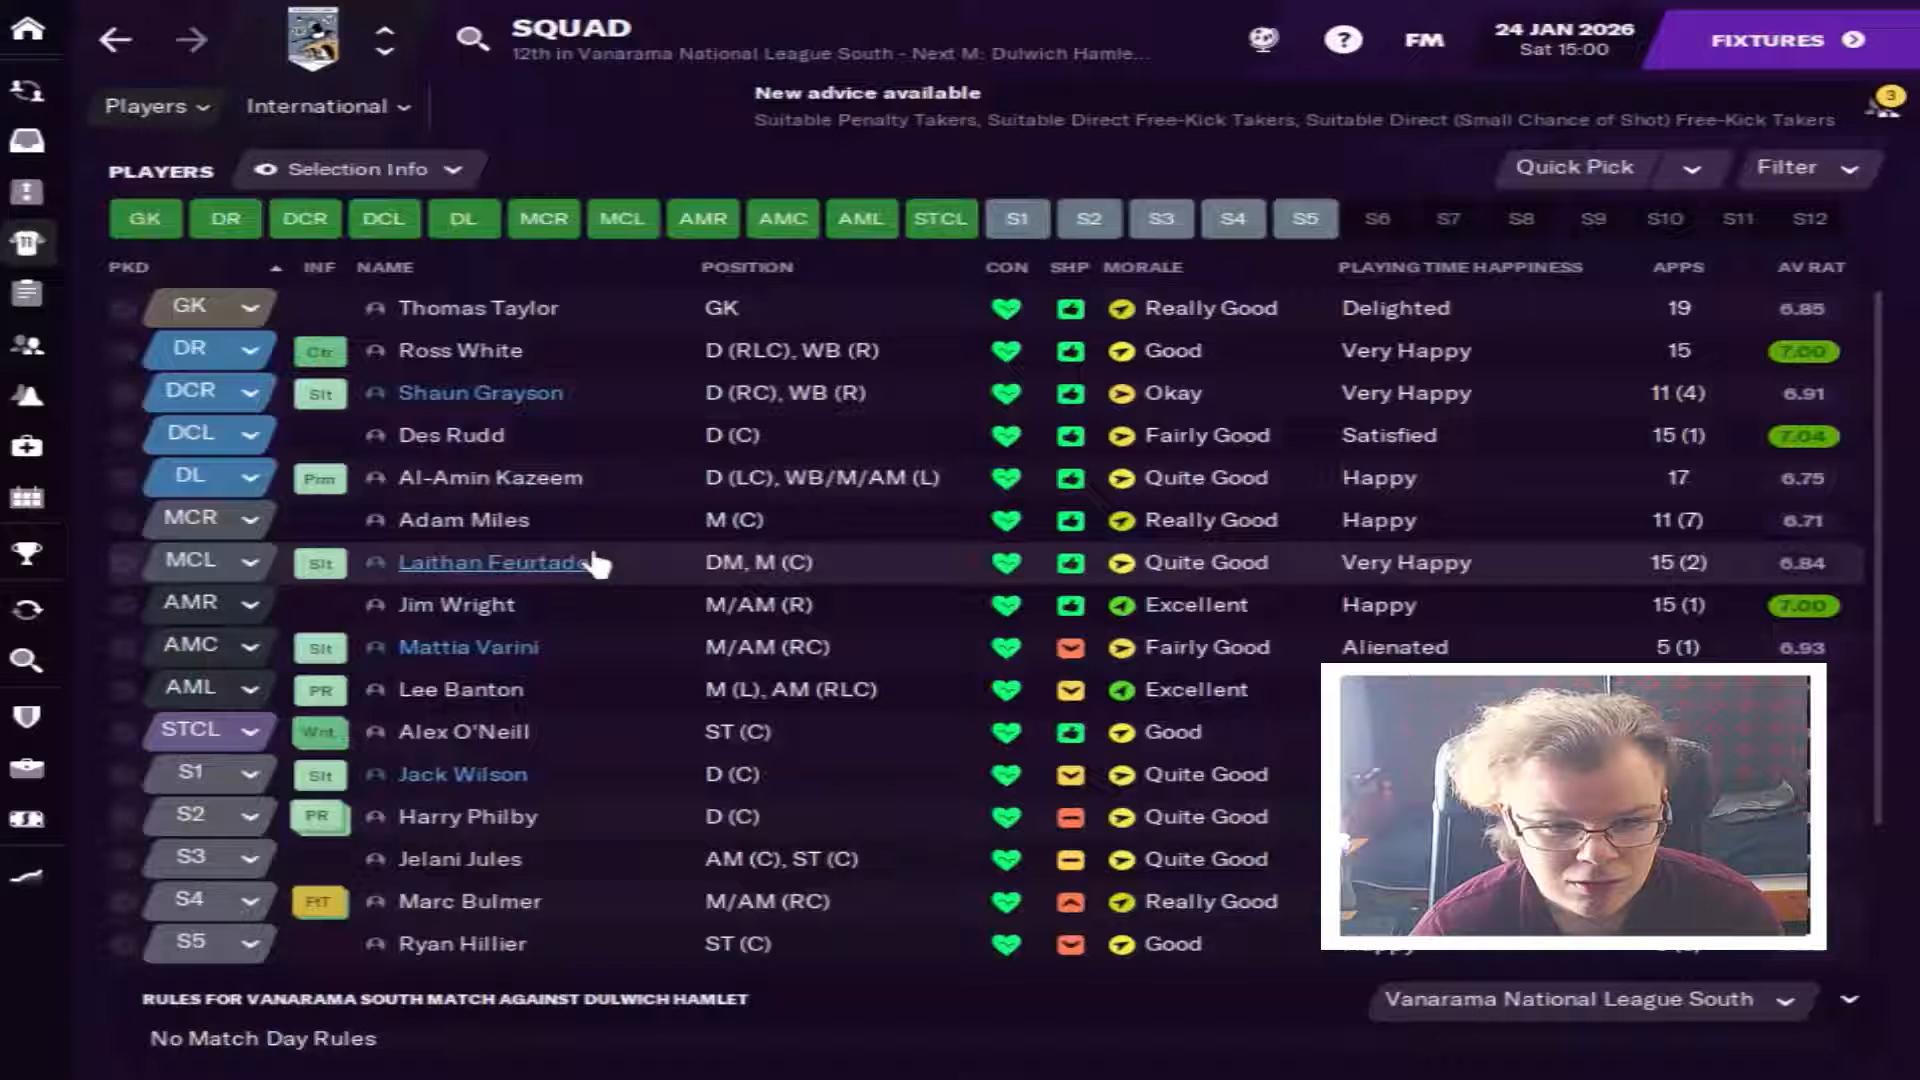 SQUAD
12th in Vanarama National League South - Next M: Dulwich Hamle...
FM
24 JAN 2026
Sat 15:00
FIXTURES
Players
International
New advice available
Suitable Penalty Takers, Suitable Direct Free-Kick Takers, Suitable Direct (Small Chance of Shot) Free-Kick Takers
3
PLAYERS
Selection Info
Quick Pick
Filter
GK DR DCR DCL DL MCR MCL AMR AMC AML STCL S1 S2 S3 S4 S5 S6 S7 S8 S9 S10 S11 S12
PKD INF NAME POSITION CON SHP MORALE PLAYING TIME HAPPINESS APPS AV RAT
GK Thomas Taylor GK Really Good Delighted 19 6.85
DR Ctr Ross White D (RLC), WB (R) Good Very Happy 15 7.00
DCR Slt Shaun Grayson D (RC), WB (R) Okay Very Happy 11 (4) 6.91
DCL Des Rudd D (C) Fairly Good Satisfied 15 (1) 7.04
DL Prm Al-Amin Kazeem D (LC), WB/M/AM (L) Quite Good Happy 17 6.75
MCR Adam Miles M (C) Really Good Happy 11 (7) 6.71
MCL Slt Laithan Feurtado DM, M (C) Quite Good Very Happy 15 (2) 6.84
AMR Jim Wright M/AM (R) Excellent Happy 15 (1) 7.00
AMC Slt Mattia Varini M/AM (RC) Fairly Good Alienated 5 (1) 6.93
AML PR Lee Banton M (L), AM (RLC) Excellent
STCL Wnt Alex O'Neill ST (C) Good
S1 Slt Jack Wilson D (C) Quite Good
S2 PR Harry Philby D (C) Quite Good
S3 Jelani Jules AM (C), ST (C) Quite Good
S4 FtT Marc Bulmer M/AM (RC) Really Good
S5 Ryan Hillier ST (C) Good
RULES FOR VANARAMA SOUTH MATCH AGAINST DULWICH HAMLET
Vanarama National League South
No Match Day Rules